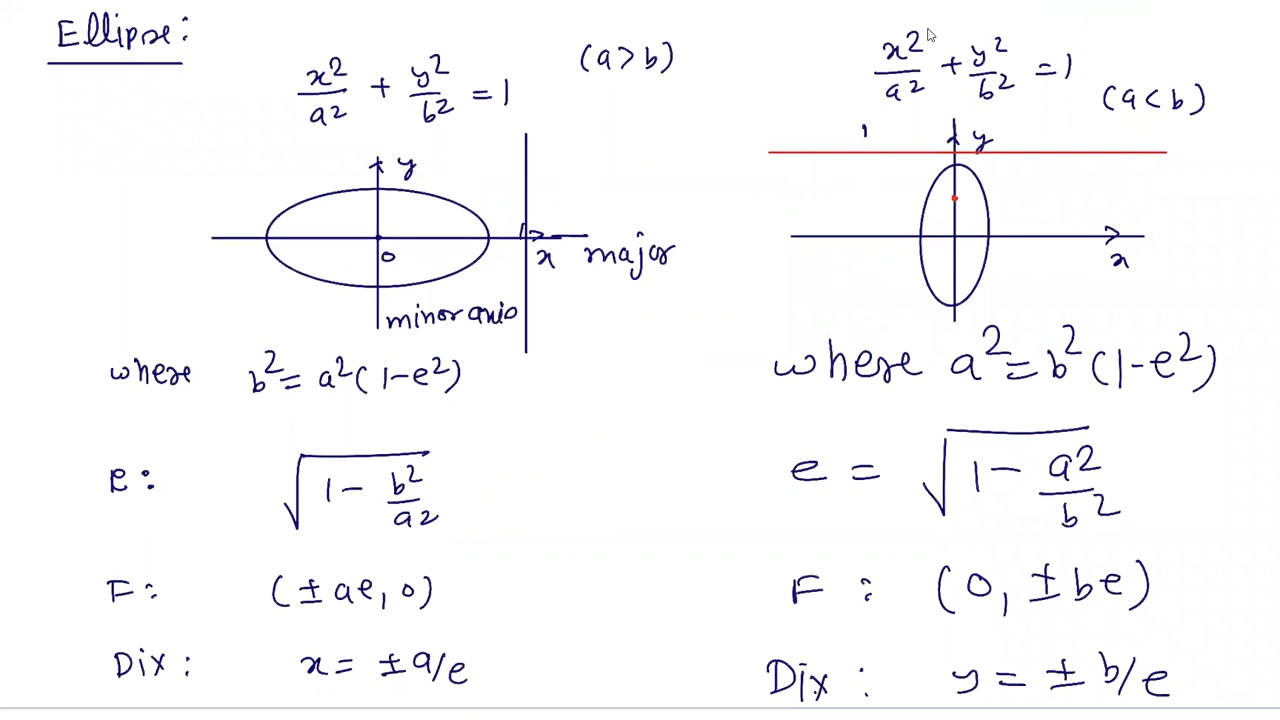 Ellipse:
x²/a² + y²/b² = 1 (a > b)
y
o
x major
minor axis
where b² = a²(1-e²)
e: √(1 - b²/a²)
F: (± ae, 0)
Dix: x = ± a/e
x²/a² + y²/b² = 1
(a < b)
y
x
where a² = b²(1-e²)
e = √(1 - a²/b²)
F : (0, ± be)
Dix : y = ± b/e